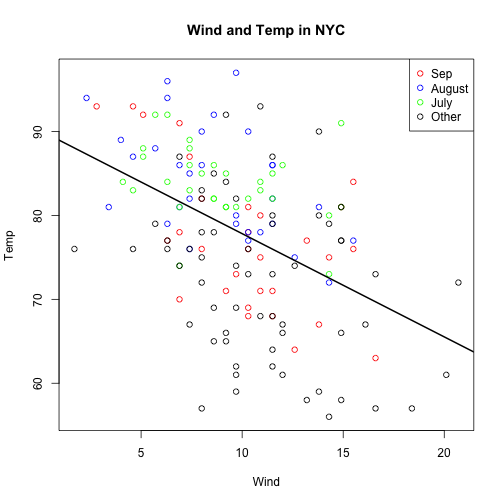 Wind and Temp in NYC
Sep
August
July
Other
Temp
90
80
70
60
5 10 15 20
Wind